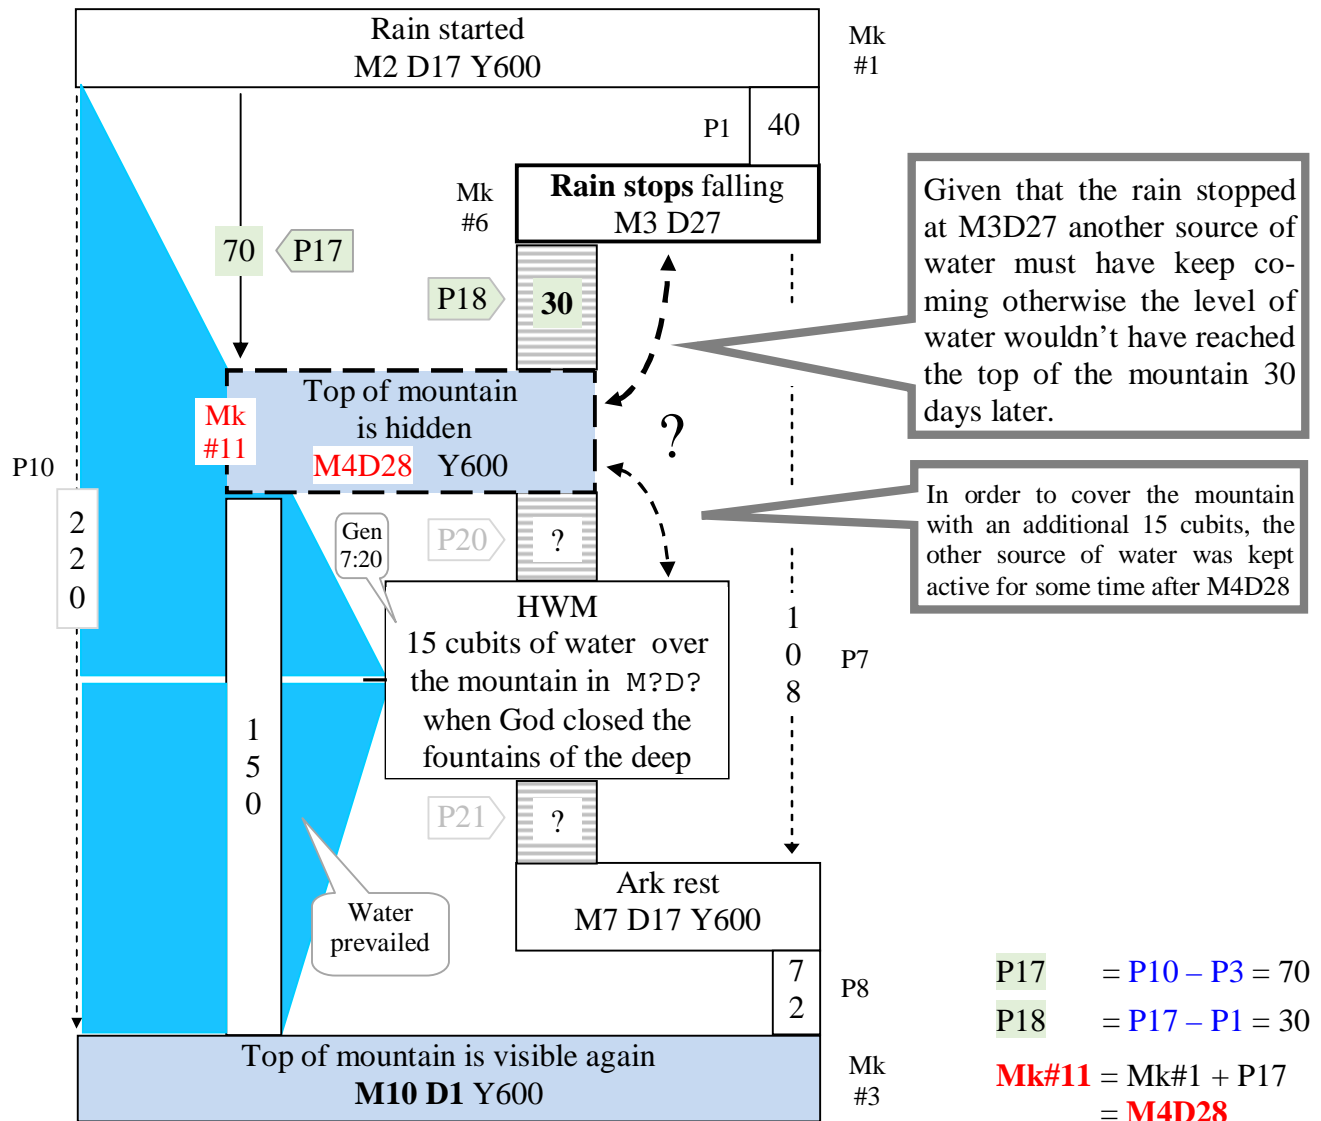 Rain started
M2 D17 Y600
Mk
#1
P1
40
Rain stops falling
M3 D27
Mk
#6
70
P17
P18
30
Given that the rain stopped
at M3D27 another source of
water must have keep co-
ming otherwise the level of
water wouldn’t have reached
the top of the mountain 30
days later.
Top of mountain
is hidden
M4D28 Y600
Mk
#11
?
P10
2
2
0
In order to cover the mountain
with an additional 15 cubits, the
other source of water was kept
active for some time after M4D28
Gen
7:20
P20
?
HWM
15 cubits of water over
the mountain in M?D?
when God closed the
fountains of the deep
1
0
8
P7
1
5
0
P21
?
Water
prevailed
Ark rest
M7 D17 Y600
7
2
P8
Top of mountain is visible again
M10 D1 Y600
Mk
#3
P17 = P10 – P3 = 70
P18 = P17 – P1 = 30
Mk#11 = Mk#1 + P17
= M4D28